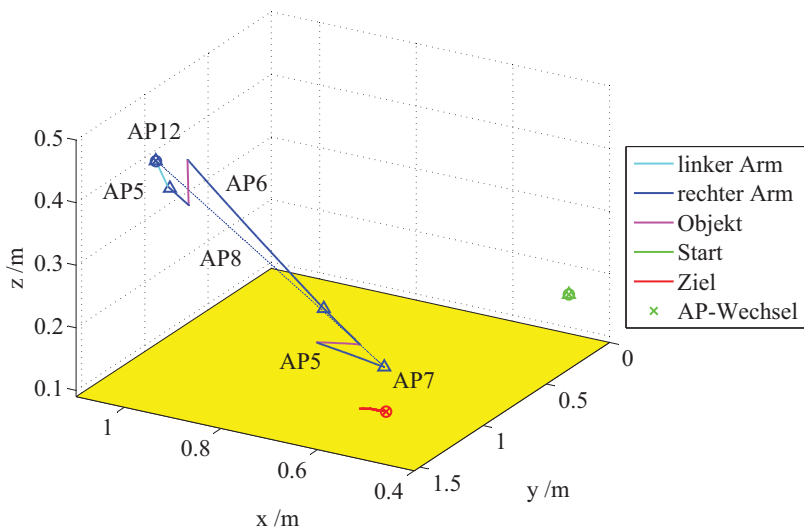 0.5
0.4
0.3
0.2
0.1
z /m
AP12
AP5
AP6
AP8
AP5
AP7
linker Arm
rechter Arm
Objekt
Start
Ziel
AP-Wechsel
1
0.8
0.6
0.4
x /m
0
0.5
1
1.5
y /m